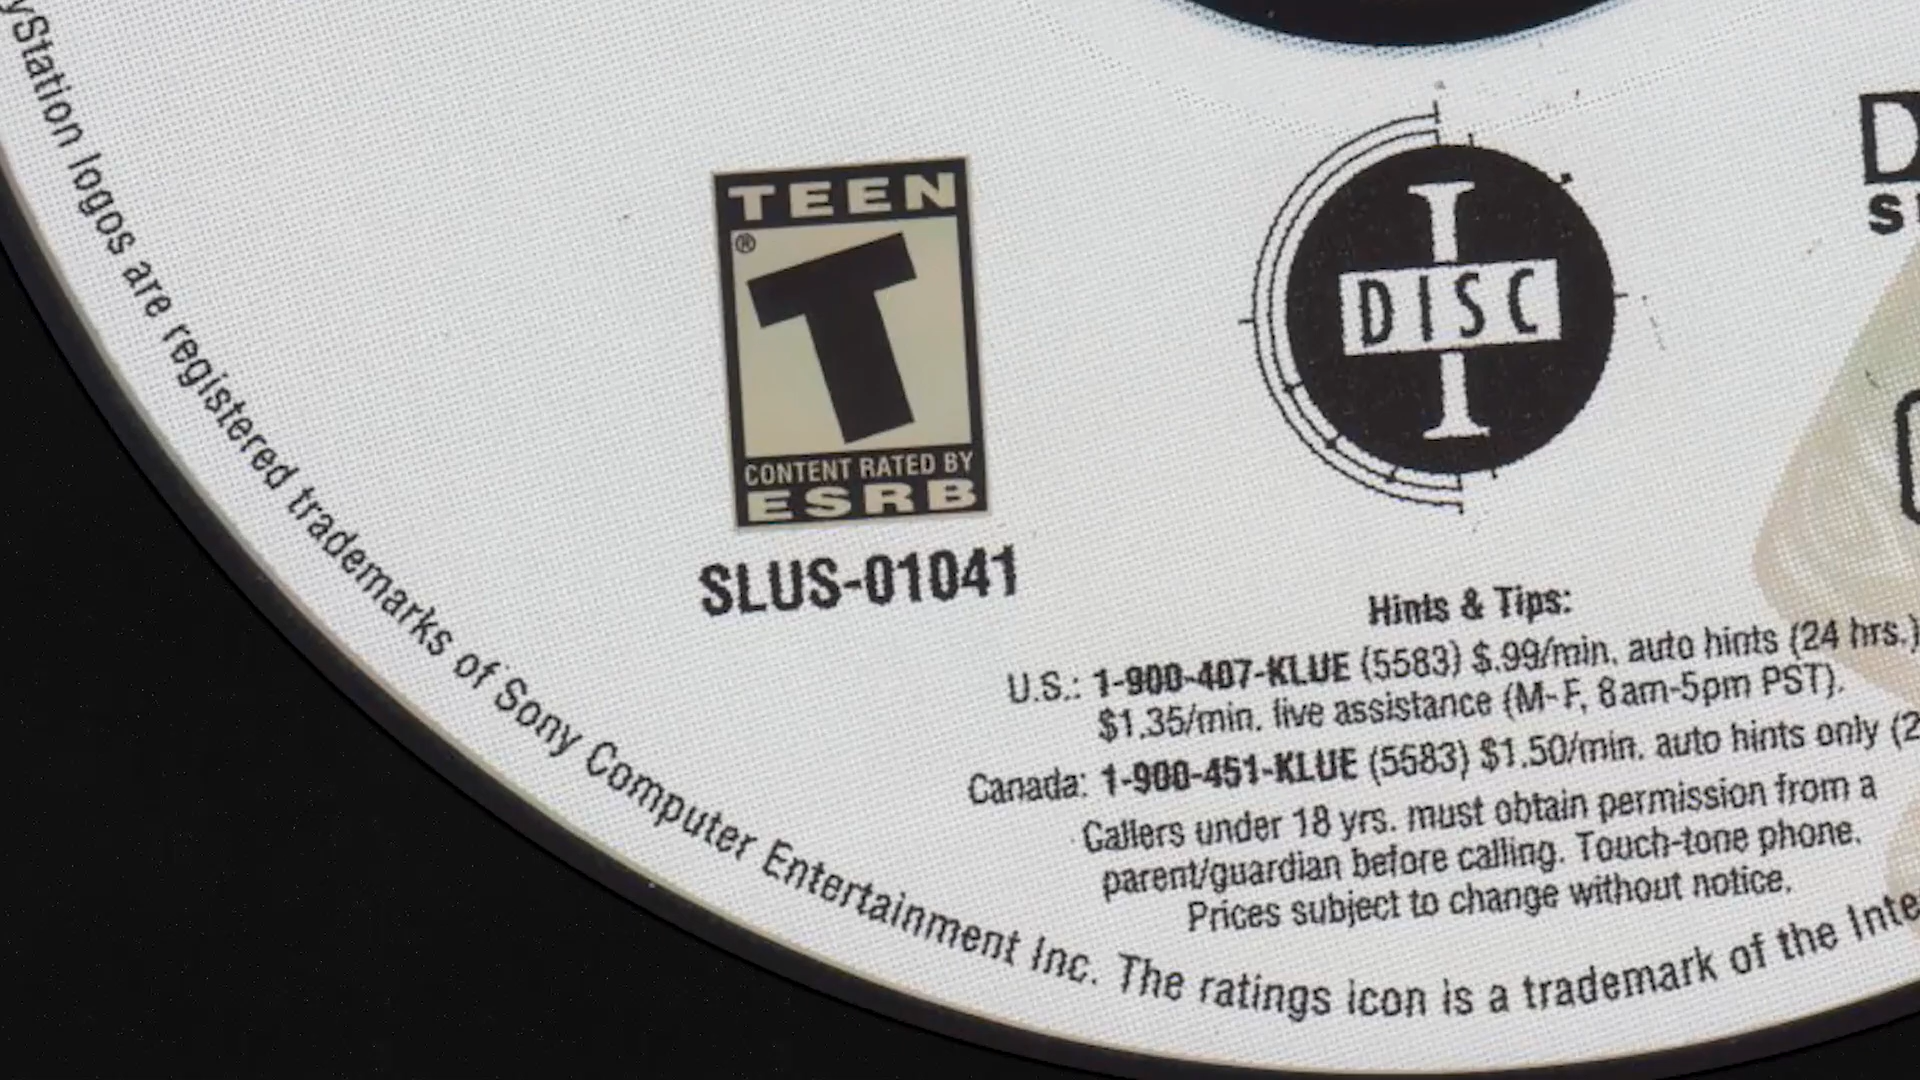 yStation logos are registered trademarks of Sony Computer Entertainment Inc. The ratings icon is a trademark of the Inte
TEEN
®
T
CONTENT RATED BY
ESRB
SLUS-01041
I
DISC
D
S
Hints & Tips:
U.S.: 1-900-407-KLUE (5583) $.99/min. auto hints (24 hrs.)
$1.35/min. live assistance (M-F, 8am-5pm PST).
Canada: 1-900-451-KLUE (5583) $1.50/min. auto hints only (2
Callers under 18 yrs. must obtain permission from a
parent/guardian before calling. Touch-tone phone.
Prices subject to change without notice.